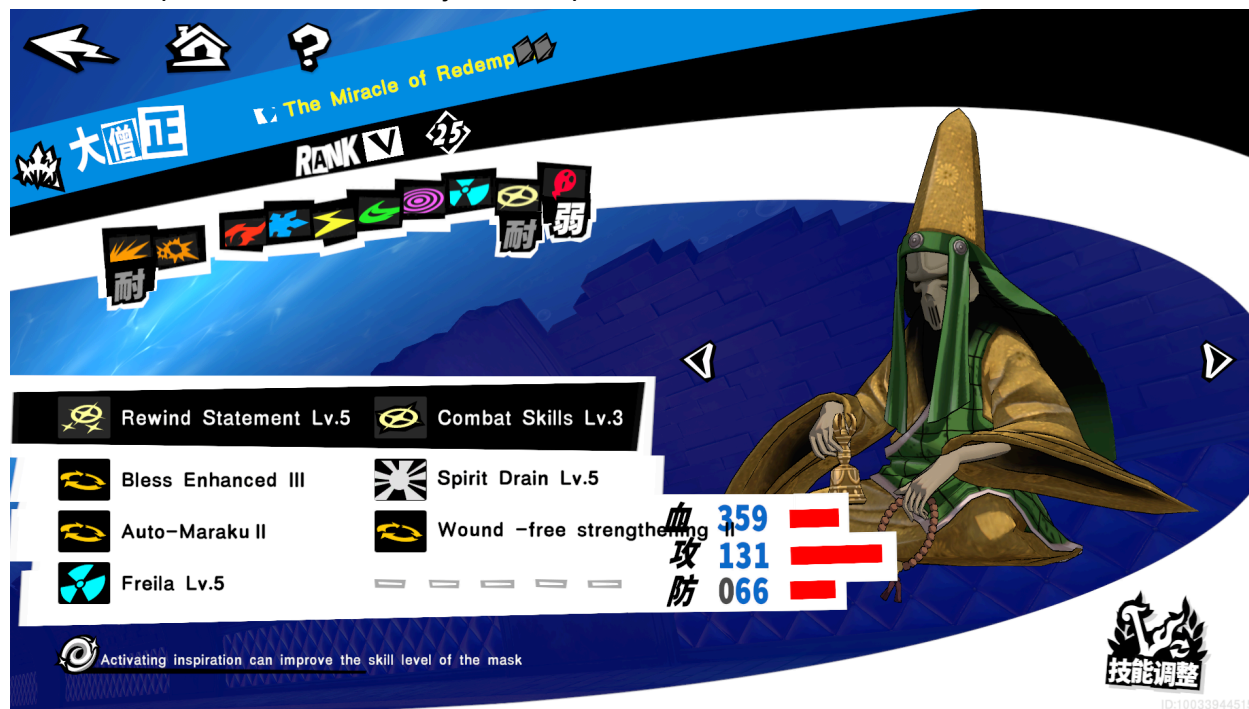 The Miracle of Redemp
大僧正
RANK V 25
耐
耐
弱
Rewind Statement Lv.5
Combat Skills Lv.3
Bless Enhanced III
Spirit Drain Lv.5
Auto-Maraku II
Wound -free strengthening II
Freila Lv.5
血 359
攻 131
防 066
Activating inspiration can improve the skill level of the mask
技能调整
ID:10033944515